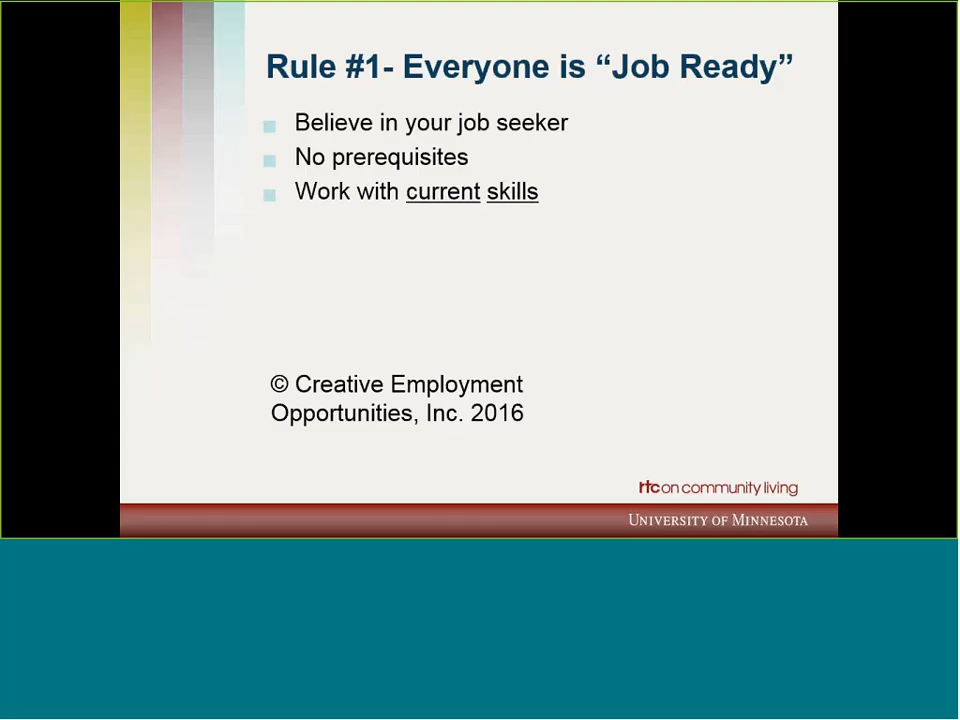 Rule #1- Everyone is “Job Ready”
Believe in your job seeker
No prerequisites
Work with current skills
© Creative Employment
Opportunities, Inc. 2016
rtc on community living
UNIVERSITY OF MINNESOTA